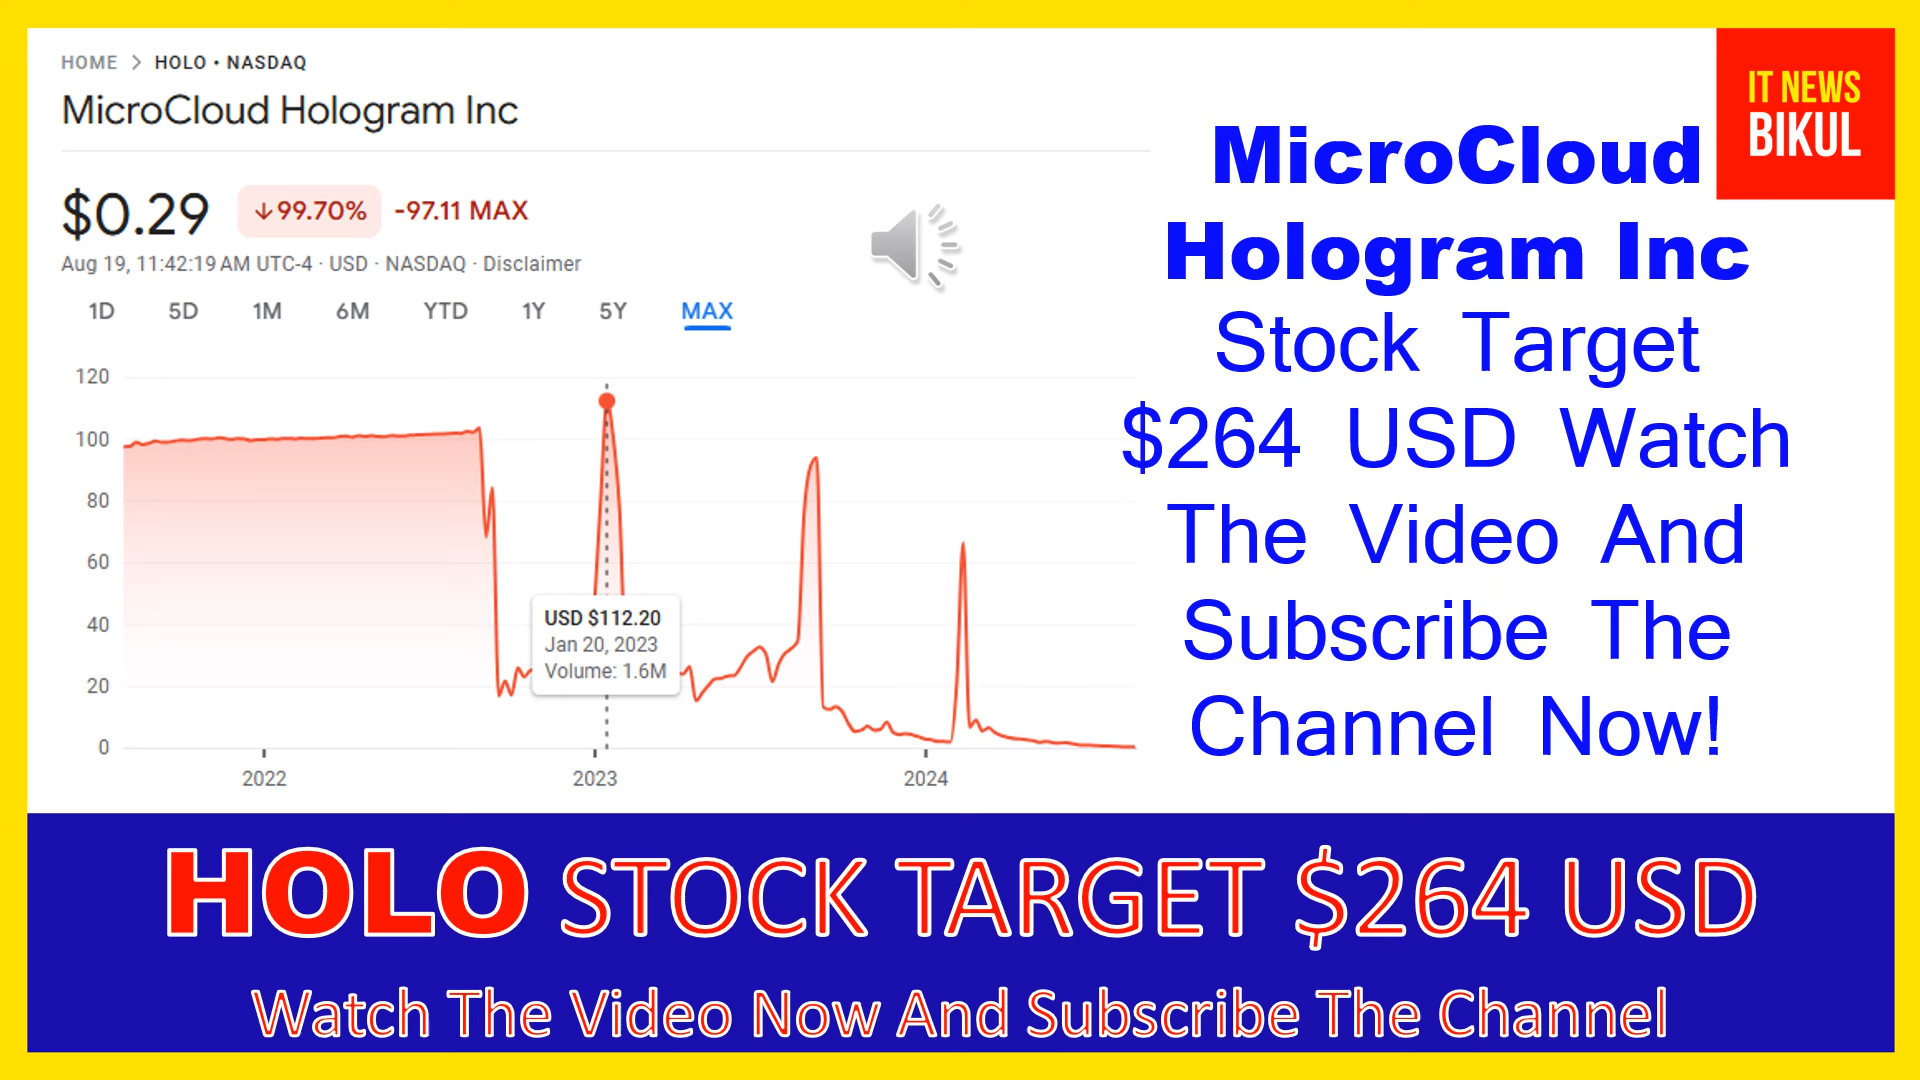 HOME > HOLO • NASDAQ
MicroCloud Hologram Inc
$0.29 ↓99.70% -97.11 MAX
Aug 19, 11:42:19 AM UTC-4 · USD · NASDAQ · Disclaimer
1D 5D 1M 6M YTD 1Y 5Y MAX
120
100
80
60
40
20
0
USD $112.20
Jan 20, 2023
Volume: 1.6M
2022 2023 2024
IT NEWS
BIKUL
MicroCloud
Hologram Inc
Stock Target
$264 USD Watch
The Video And
Subscribe The
Channel Now!
HOLO STOCK TARGET $264 USD
Watch The Video Now And Subscribe The Channel